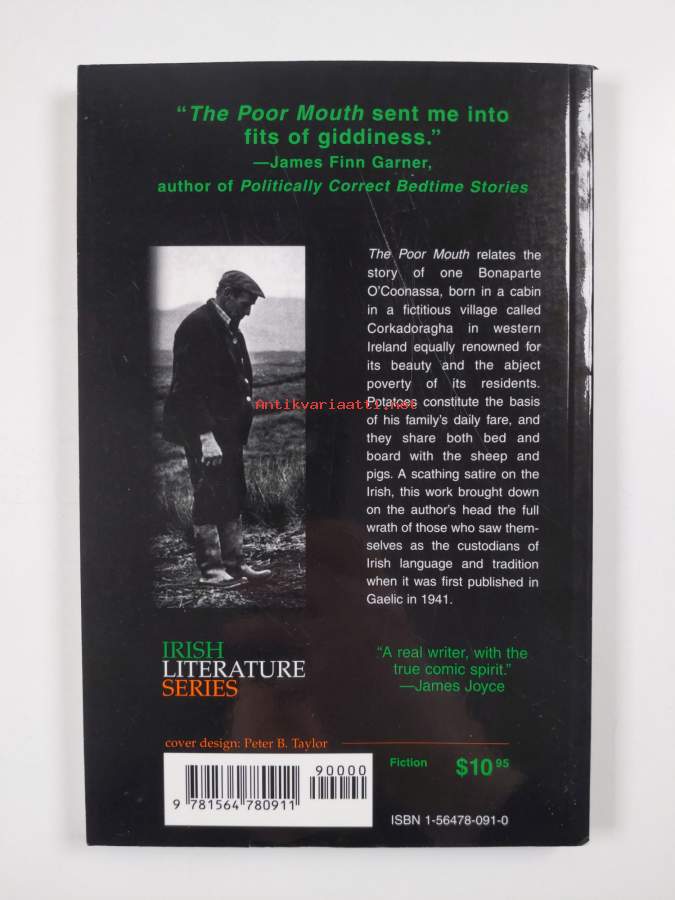 “The Poor Mouth sent me into
fits of giddiness.”
—James Finn Garner,
author of Politically Correct Bedtime Stories
The Poor Mouth relates the
story of one Bonaparte
O’Coonassa, born in a cabin
in a fictitious village called
Corkadoragha in western
Ireland equally renowned for
its beauty and the abject
poverty of its residents.
Potatoes constitute the basis
of his family’s daily fare, and
they share both bed and
board with the sheep and
pigs. A scathing satire on the
Irish, this work brought down
on the author’s head the full
wrath of those who saw them-
selves as the custodians of
Irish language and tradition
when it was first published in
Gaelic in 1941.
Antikvariaatti.net
IRISH
LITERATURE
SERIES
“A real writer, with the
true comic spirit.”
—James Joyce
cover design: Peter B. Taylor
90000
9 781564 780911
Fiction
$10 95
ISBN 1-56478-091-0